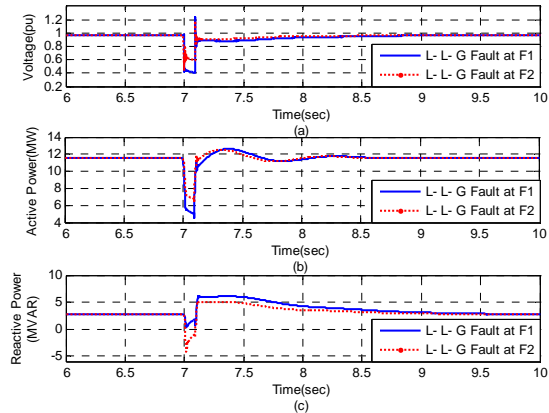 Voltage(pu)
1.2
1
0.8
0.6
0.4
0.2
6 6.5 7 7.5 8 8.5 9 9.5 10
L- L- G Fault at F1
L- L- G Fault at F2
Time(sec)
(a)
Active Power(MW)
14
12
10
8
6
4
6 6.5 7 7.5 8 8.5 9 9.5 10
L- L- G Fault at F1
L- L- G Fault at F2
Time(sec)
(b)
Reactive Power
(MVAR)
10
5
0
-5
6 6.5 7 7.5 8 8.5 9 9.5 10
L- L- G Fault at F1
L- L- G Fault at F2
Time(sec)
(c)